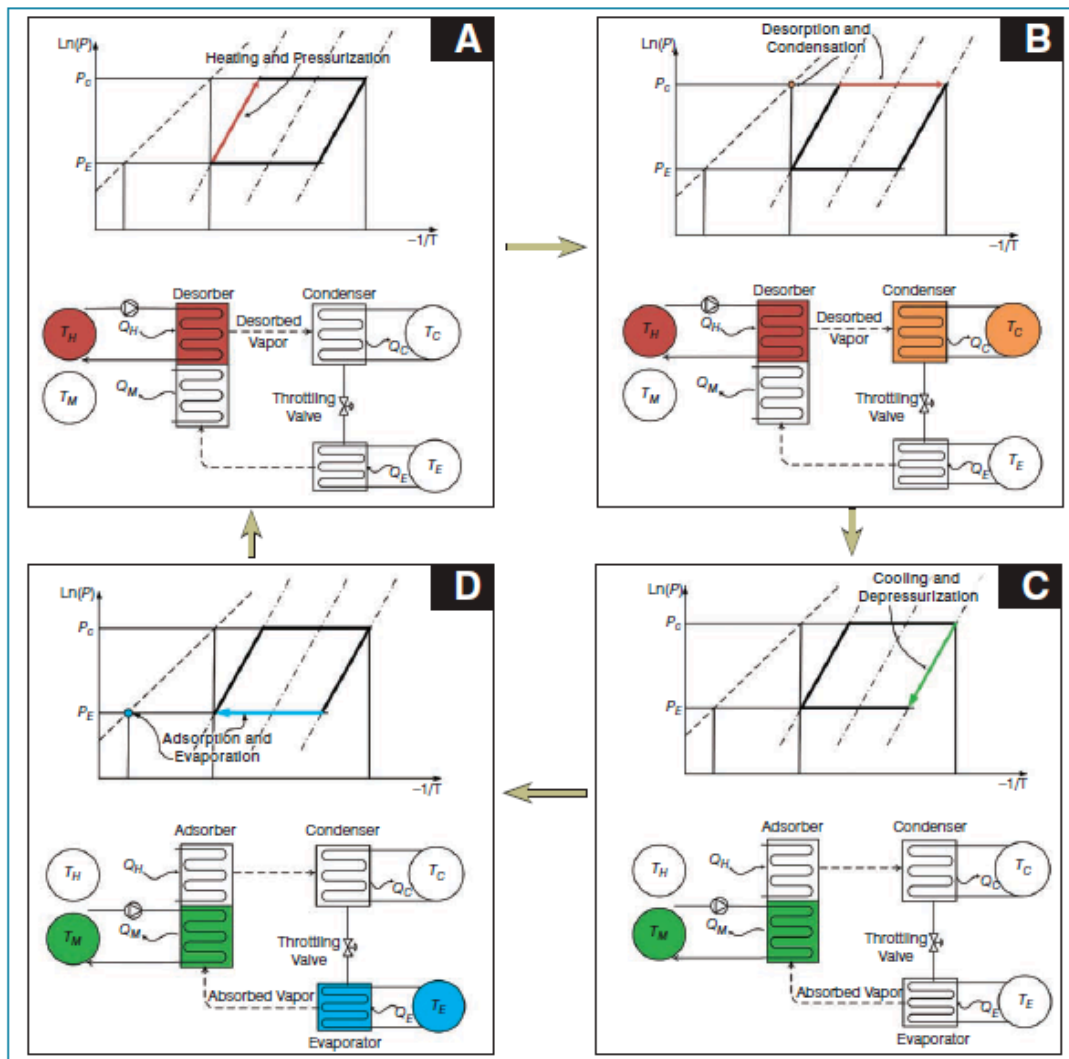 A
Ln(P)
Heating and Pressurization
Pc
PE
–1/T
Desorber
Condenser
TH
QH
Desorbed
Vapor
QC
TC
TM
QM
Throttling
Valve
QE
TE
B
Desorption and
Condensation
Ln(P)
Pc
PE
–1/T
Desorber
Condenser
TH
QH
Desorbed
Vapor
QC
TC
TM
QM
Throttling
Valve
QE
TE
D
Ln(P)
Pc
PE
Adsorption and
Evaporation
–1/T
Adsorber
Condenser
TH
QH
QC
TC
TM
QM
Throttling
Valve
Absorbed Vapor
QE
TE
Evaporator
C
Cooling and
Depressurization
Ln(P)
Pc
PE
–1/T
Adsorber
Condenser
TH
QH
QC
TC
TM
QM
Throttling
Valve
Absorbed Vapor
QE
TE
Evaporator